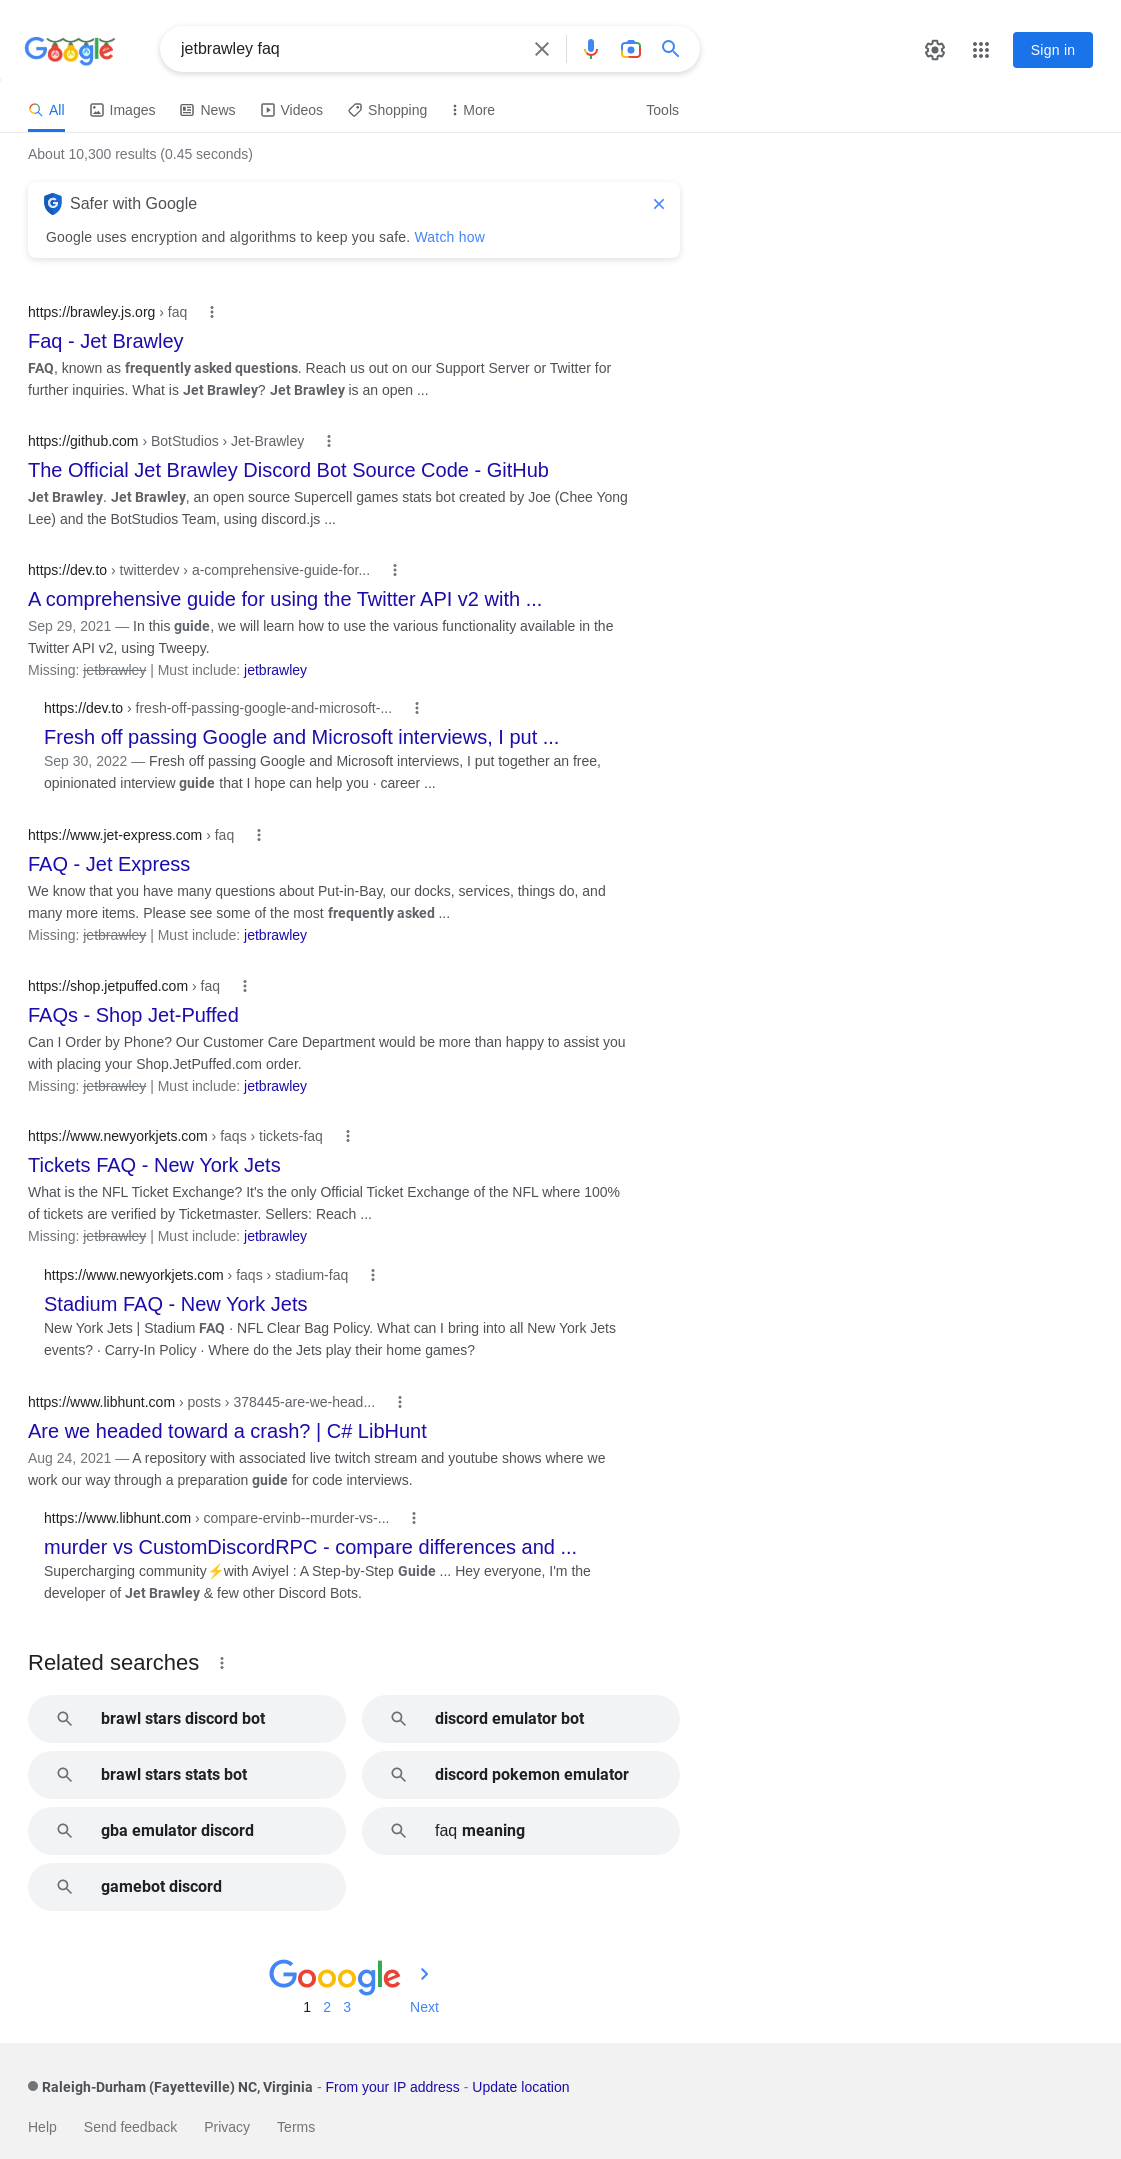 Google
jetbrawley faq
Sign in
All Images News Videos Shopping More Tools
About 10,300 results (0.45 seconds)
Safer with Google
Google uses encryption and algorithms to keep you safe. Watch how
https://brawley.js.org › faq
Faq - Jet Brawley
FAQ, known as frequently asked questions. Reach us out on our Support Server or Twitter for
further inquiries. What is Jet Brawley? Jet Brawley is an open ...
https://github.com › BotStudios › Jet-Brawley
The Official Jet Brawley Discord Bot Source Code - GitHub
Jet Brawley. Jet Brawley, an open source Supercell games stats bot created by Joe (Chee Yong
Lee) and the BotStudios Team, using discord.js ...
https://dev.to › twitterdev › a-comprehensive-guide-for...
A comprehensive guide for using the Twitter API v2 with ...
Sep 29, 2021 — In this guide, we will learn how to use the various functionality available in the
Twitter API v2, using Tweepy.
Missing: jetbrawley | Must include: jetbrawley
https://dev.to › fresh-off-passing-google-and-microsoft-...
Fresh off passing Google and Microsoft interviews, I put ...
Sep 30, 2022 — Fresh off passing Google and Microsoft interviews, I put together an free,
opinionated interview guide that I hope can help you · career ...
https://www.jet-express.com › faq
FAQ - Jet Express
We know that you have many questions about Put-in-Bay, our docks, services, things do, and
many more items. Please see some of the most frequently asked ...
Missing: jetbrawley | Must include: jetbrawley
https://shop.jetpuffed.com › faq
FAQs - Shop Jet-Puffed
Can I Order by Phone? Our Customer Care Department would be more than happy to assist you
with placing your Shop.JetPuffed.com order.
Missing: jetbrawley | Must include: jetbrawley
https://www.newyorkjets.com › faqs › tickets-faq
Tickets FAQ - New York Jets
What is the NFL Ticket Exchange? It's the only Official Ticket Exchange of the NFL where 100%
of tickets are verified by Ticketmaster. Sellers: Reach ...
Missing: jetbrawley | Must include: jetbrawley
https://www.newyorkjets.com › faqs › stadium-faq
Stadium FAQ - New York Jets
New York Jets | Stadium FAQ · NFL Clear Bag Policy. What can I bring into all New York Jets
events? · Carry-In Policy · Where do the Jets play their home games?
https://www.libhunt.com › posts › 378445-are-we-head...
Are we headed toward a crash? | C# LibHunt
Aug 24, 2021 — A repository with associated live twitch stream and youtube shows where we
work our way through a preparation guide for code interviews.
https://www.libhunt.com › compare-ervinb--murder-vs-...
murder vs CustomDiscordRPC - compare differences and ...
Supercharging community⚡with Aviyel : A Step-by-Step Guide ... Hey everyone, I'm the
developer of Jet Brawley & few other Discord Bots.
Related searches
brawl stars discord bot
discord emulator bot
brawl stars stats bot
discord pokemon emulator
gba emulator discord
faq meaning
gamebot discord
Gooogle
1 2 3 Next
Raleigh-Durham (Fayetteville) NC, Virginia - From your IP address - Update location
Help Send feedback Privacy Terms